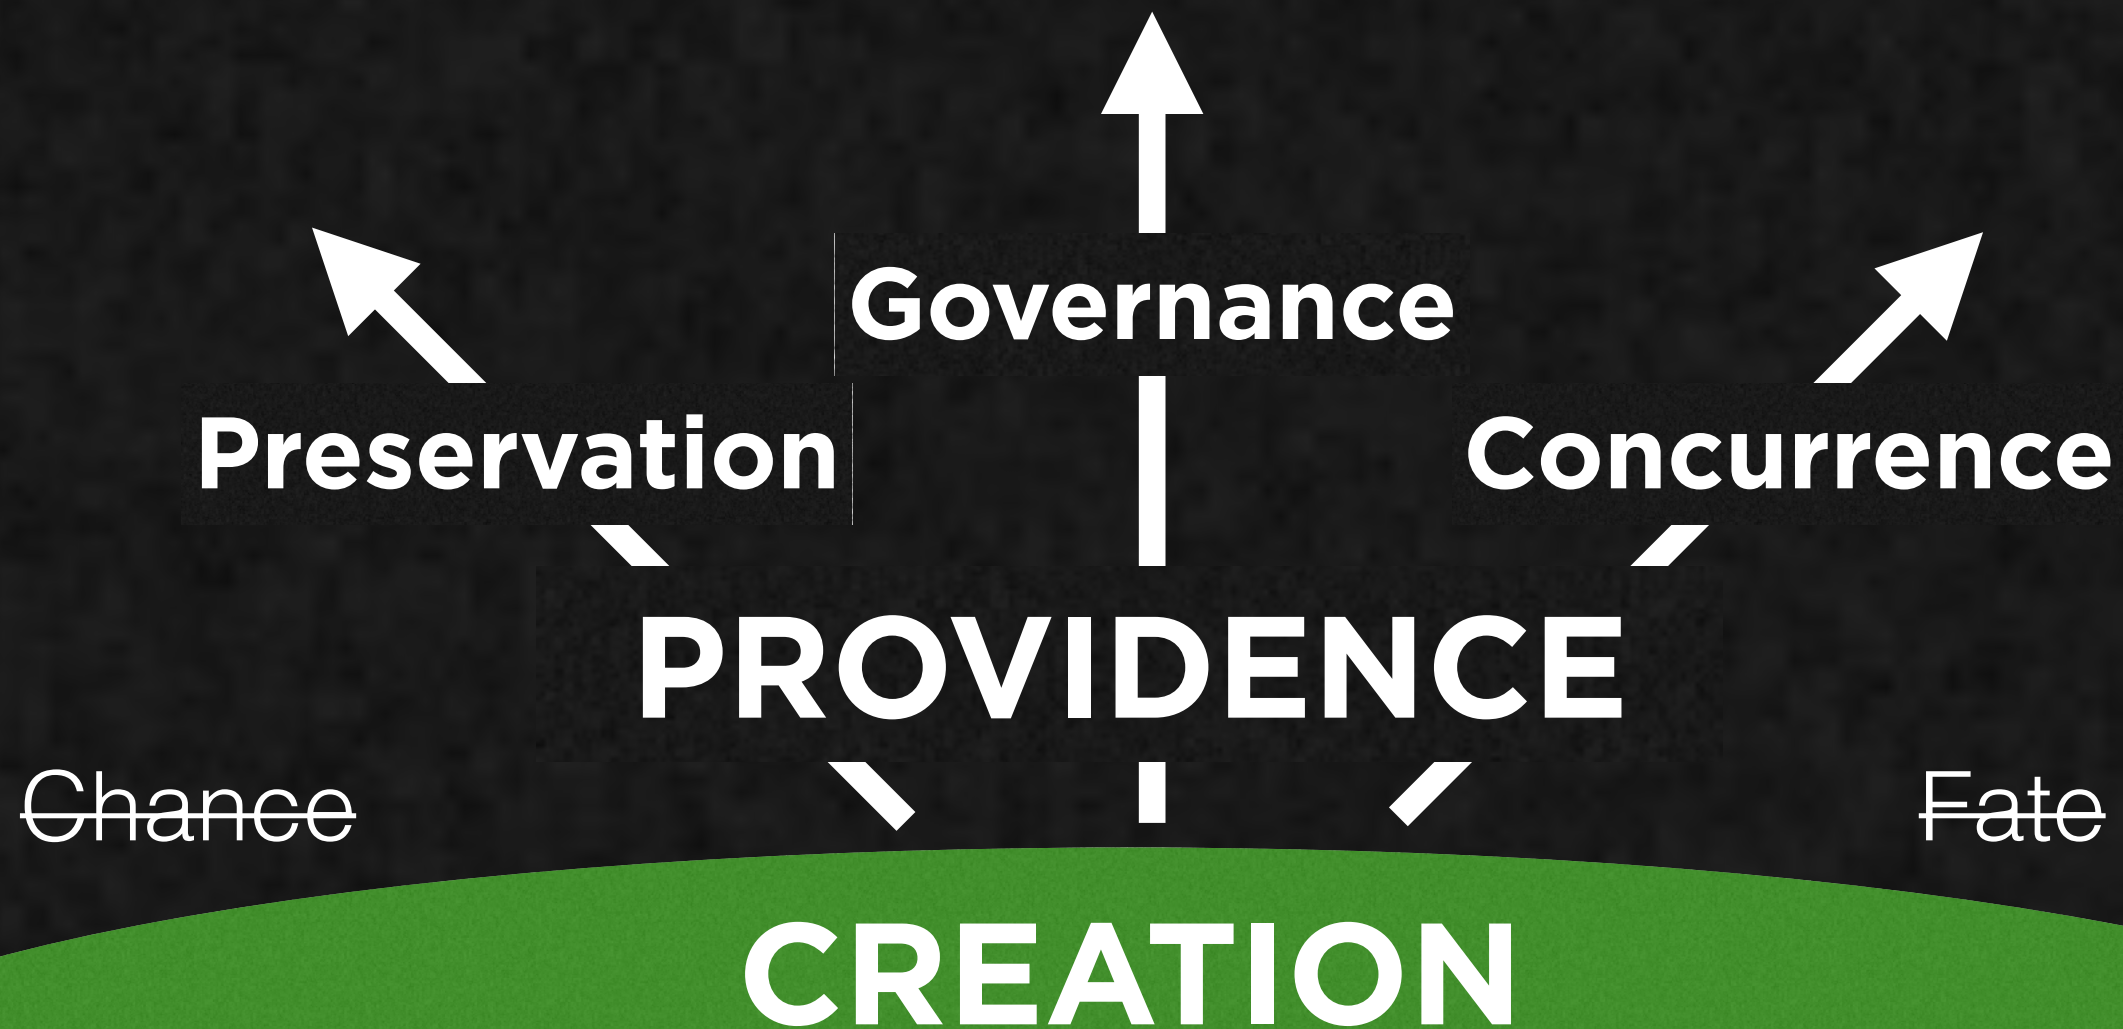 Governance
Preservation
Concurrence
PROVIDENCE
Chance
Fate
CREATION